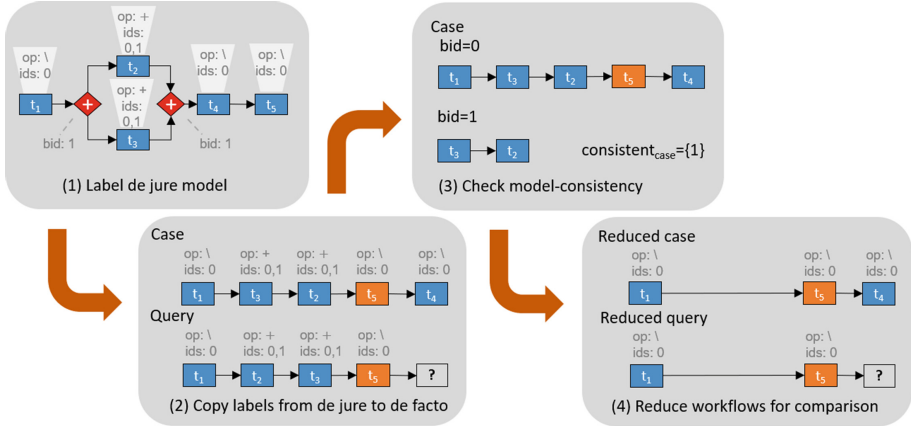 op: +
ids:
0,1
op: \
ids: 0
op: \
ids: 0
op: \
ids: 0
t2
op: +
ids:
0,1
t1
+
+
t4
t5
bid: 1
t3
bid: 1
(1) Label de jure model
Case
bid=0
t1
t3
t2
t5
t4
bid=1
t3
t2
consistentcase={1}
(3) Check model-consistency
Case
op: \
ids: 0
op: +
ids: 0,1
op: +
ids: 0,1
op: \
ids: 0
op: \
ids: 0
t1
t3
t2
t5
t4
Query
op: \
ids: 0
op: +
ids: 0,1
op: +
ids: 0,1
op: \
ids: 0
t1
t2
t3
t5
?
(2) Copy labels from de jure to de facto
Reduced case
op: \
ids: 0
op: \
ids: 0
op: \
ids: 0
t1
t5
t4
Reduced query
op: \
ids: 0
op: \
ids: 0
t1
t5
?
(4) Reduce workflows for comparison